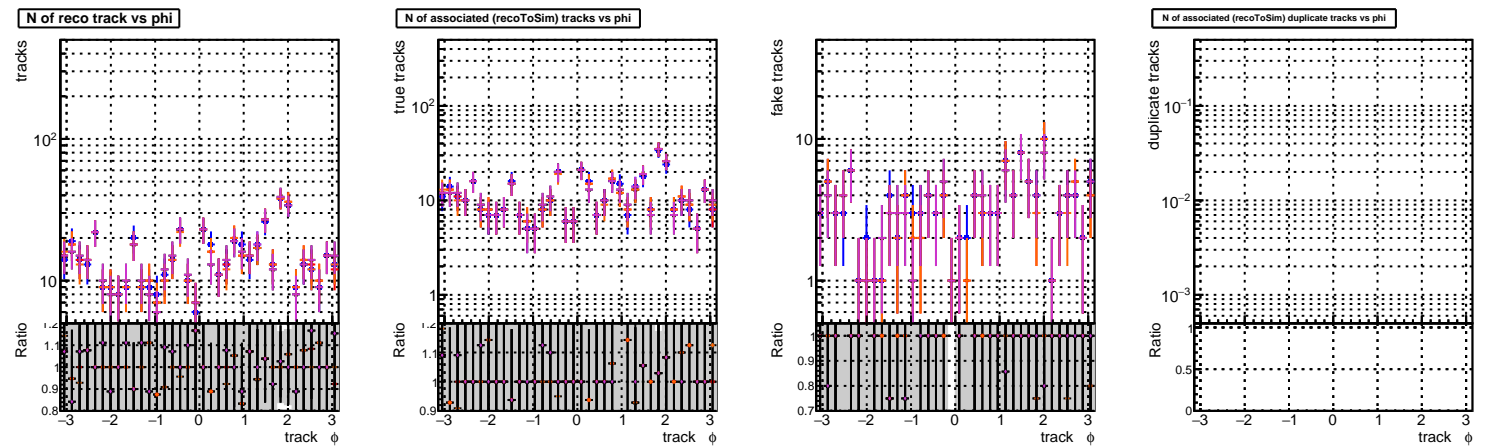 N of reco track vs phi
tracks
10²
10
Ratio
1.2
1.1
1
0.9
0.8
−3 −2 −1 0 1 2 3
track ϕ
N of associated (recoToSim) tracks vs phi
true tracks
10²
10
1
Ratio
1.2
1.1
1
0.9
−3 −2 −1 0 1 2 3
track ϕ
fake tracks
10
1
Ratio
1
0.9
0.8
0.7
−3 −2 −1 0 1 2 3
track ϕ
N of associated (recoToSim) duplicate tracks vs phi
duplicate tracks
10⁻¹
10⁻²
10⁻³
Ratio
1
0.5
0
−3 −2 −1 0 1 2 3
track ϕ